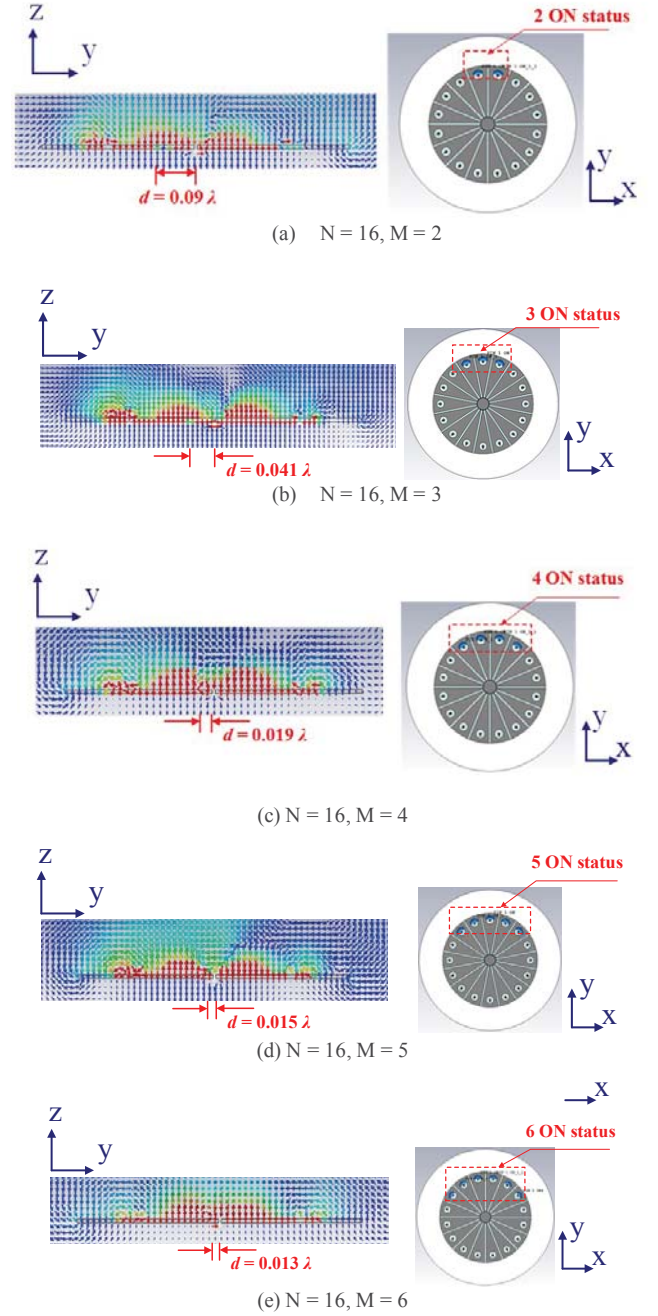 z
y
2 ON status
d = 0.09 λ
y
x
(a) N = 16, M = 2
z
y
3 ON status
d = 0.041 λ
y
x
(b) N = 16, M = 3
z
y
4 ON status
d = 0.019 λ
y
x
(c) N = 16, M = 4
z
y
5 ON status
d = 0.015 λ
y
x
(d) N = 16, M = 5
x
z
y
6 ON status
d = 0.013 λ
y
x
(e) N = 16, M = 6